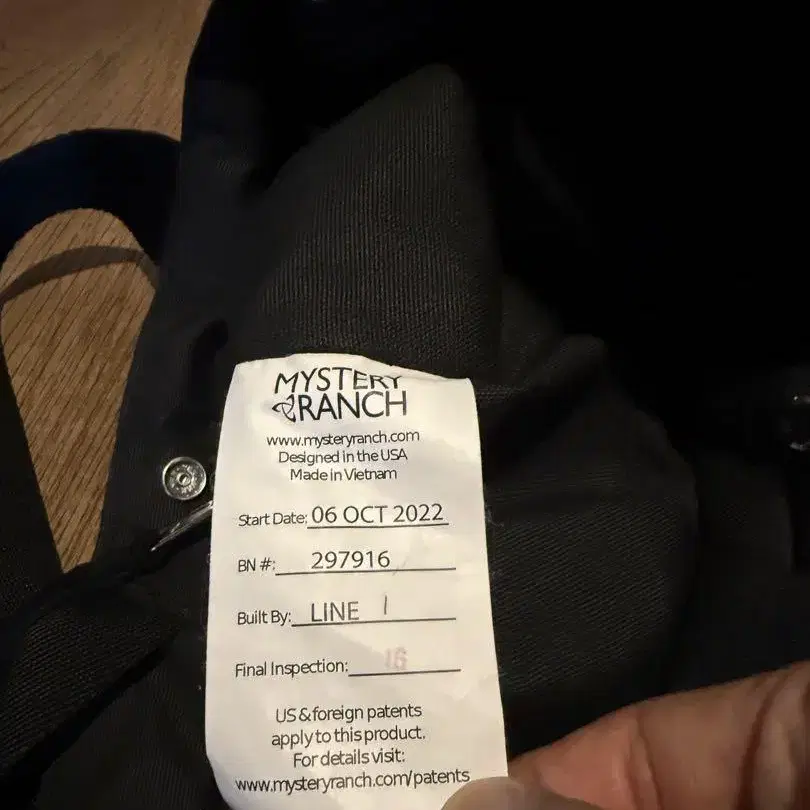 MYSTERY
RANCH
www.mysteryranch.com
Designed in the USA
Made in Vietnam
Start Date: 06 OCT 2022
BN #: 297916
Built By: LINE 1
Final Inspection: 16
US & foreign patents
apply to this product.
For details visit:
www.mysteryranch.com/patents